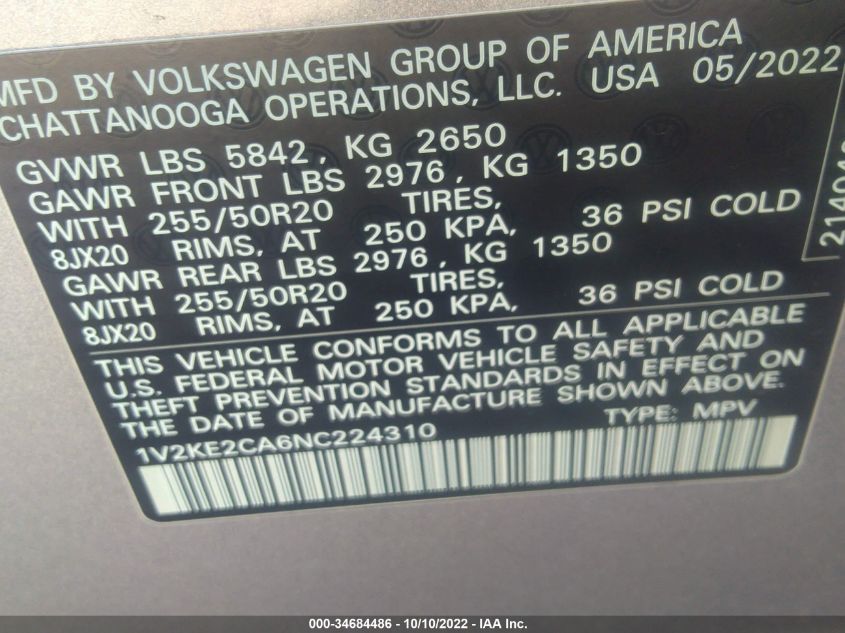 MFD BY VOLKSWAGEN GROUP OF AMERICA
CHATTANOOGA OPERATIONS, LLC. USA 05/2022
GVWR LBS 5842, KG 2650
GAWR FRONT LBS 2976, KG 1350
WITH 255/50R20 TIRES,
8JX20 RIMS, AT 250 KPA, 36 PSI COLD
GAWR REAR LBS 2976, KG 1350
WITH 255/50R20 TIRES,
8JX20 RIMS, AT 250 KPA, 36 PSI COLD
THIS VEHICLE CONFORMS TO ALL APPLICABLE
U.S. FEDERAL MOTOR VEHICLE SAFETY AND
THEFT PREVENTION STANDARDS IN EFFECT ON
THE DATE OF MANUFACTURE SHOWN ABOVE.
1V2KE2CA6NC224310 TYPE: MPV
000-34684486 - 10/10/2022 - IAA Inc.